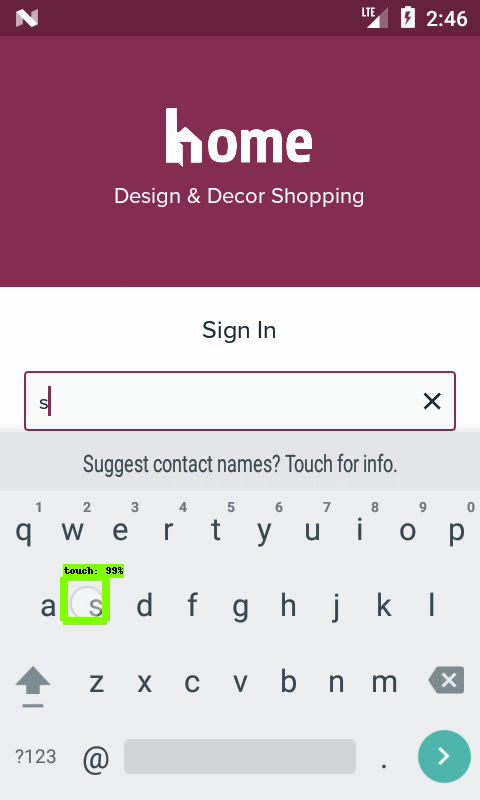 LTE 2:46
home
Design & Decor Shopping
Sign In
s
Suggest contact names? Touch for info.
1 2 3 4 5 6 7 8 9 0
q w e r t y u i o p
touch: 99%
a s d f g h j k l
z x c v b n m
?123 @ .